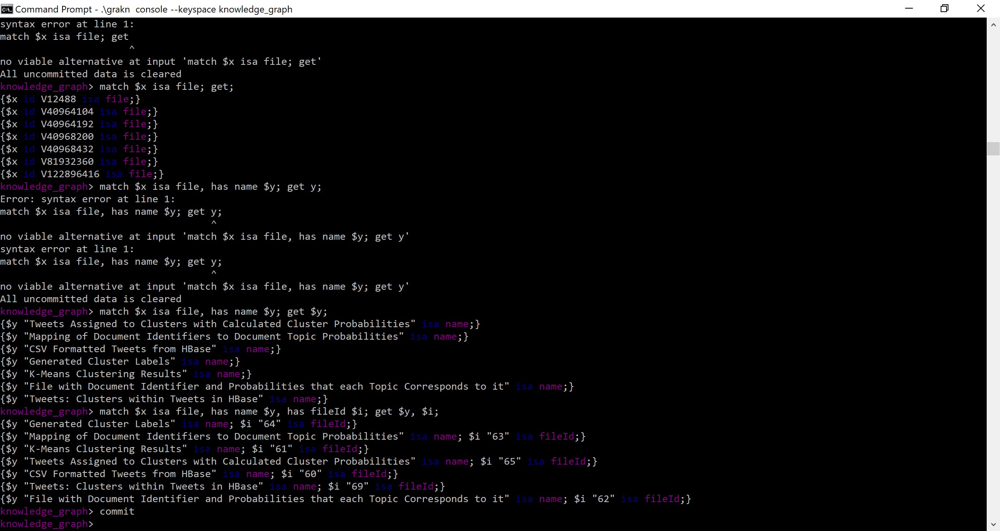 Command Prompt - .\grakn  console --keyspace knowledge_graph
syntax error at line 1:
match $x isa file; get
                      ^
no viable alternative at input 'match $x isa file; get'
All uncommitted data is cleared
knowledge_graph> match $x isa file; get;
{$x id V12488 isa file;}
{$x id V40964104 isa file;}
{$x id V40964192 isa file;}
{$x id V40968200 isa file;}
{$x id V40968432 isa file;}
{$x id V81932360 isa file;}
{$x id V122896416 isa file;}
knowledge_graph> match $x isa file, has name $y; get y;
Error: syntax error at line 1:
match $x isa file, has name $y; get y;
                                    ^
no viable alternative at input 'match $x isa file, has name $y; get y'
syntax error at line 1:
match $x isa file, has name $y; get y;
                                    ^
no viable alternative at input 'match $x isa file, has name $y; get y'
All uncommitted data is cleared
knowledge_graph> match $x isa file, has name $y; get $y;
{$y "Tweets Assigned to Clusters with Calculated Cluster Probabilities" isa name;}
{$y "Mapping of Document Identifiers to Document Topic Probabilities" isa name;}
{$y "CSV Formatted Tweets from HBase" isa name;}
{$y "Generated Cluster Labels" isa name;}
{$y "K-Means Clustering Results" isa name;}
{$y "File with Document Identifier and Probabilities that each Topic Corresponds to it" isa name;}
{$y "Tweets: Clusters within Tweets in HBase" isa name;}
knowledge_graph> match $x isa file, has name $y, has fileId $i; get $y, $i;
{$y "Generated Cluster Labels" isa name; $i "64" isa fileId;}
{$y "Mapping of Document Identifiers to Document Topic Probabilities" isa name; $i "63" isa fileId;}
{$y "K-Means Clustering Results" isa name; $i "61" isa fileId;}
{$y "Tweets Assigned to Clusters with Calculated Cluster Probabilities" isa name; $i "65" isa fileId;}
{$y "CSV Formatted Tweets from HBase" isa name; $i "60" isa fileId;}
{$y "Tweets: Clusters within Tweets in HBase" isa name; $i "69" isa fileId;}
{$y "File with Document Identifier and Probabilities that each Topic Corresponds to it" isa name; $i "62" isa fileId;}
knowledge_graph> commit
knowledge_graph>